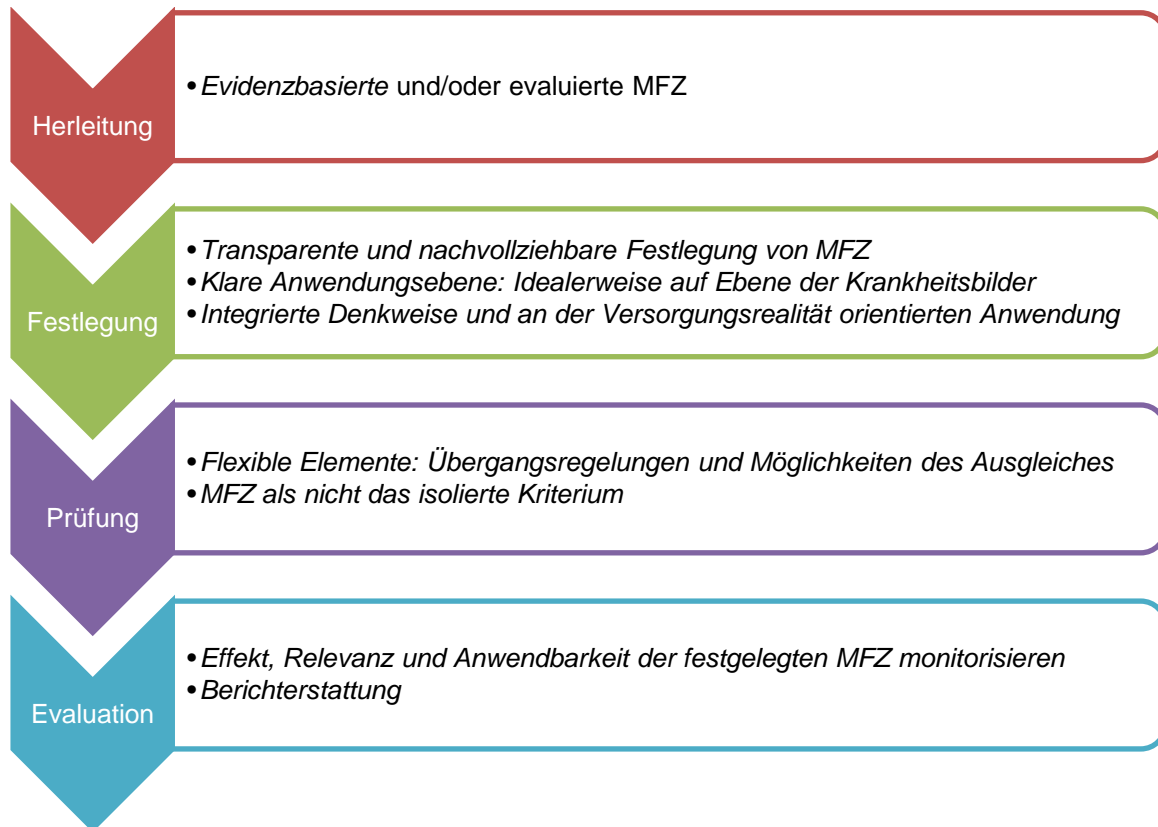 Herleitung
• Evidenzbasierte und/oder evaluierte MFZ
Festlegung
• Transparente und nachvollziehbare Festlegung von MFZ
• Klare Anwendungsebene: Idealerweise auf Ebene der Krankheitsbilder
• Integrierte Denkweise und an der Versorgungsrealität orientierten Anwendung
Prüfung
• Flexible Elemente: Übergangsregelungen und Möglichkeiten des Ausgleiches
• MFZ als nicht das isolierte Kriterium
Evaluation
• Effekt, Relevanz und Anwendbarkeit der festgelegten MFZ monitorisieren
• Berichterstattung